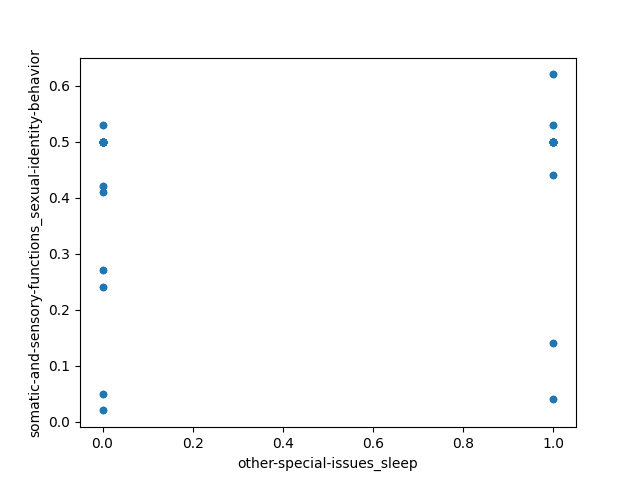 somatic-and-sensory-functions_sexual-identity-behavior
0.6
0.5
0.4
0.3
0.2
0.1
0.0
0.0 0.2 0.4 0.6 0.8 1.0
other-special-issues_sleep